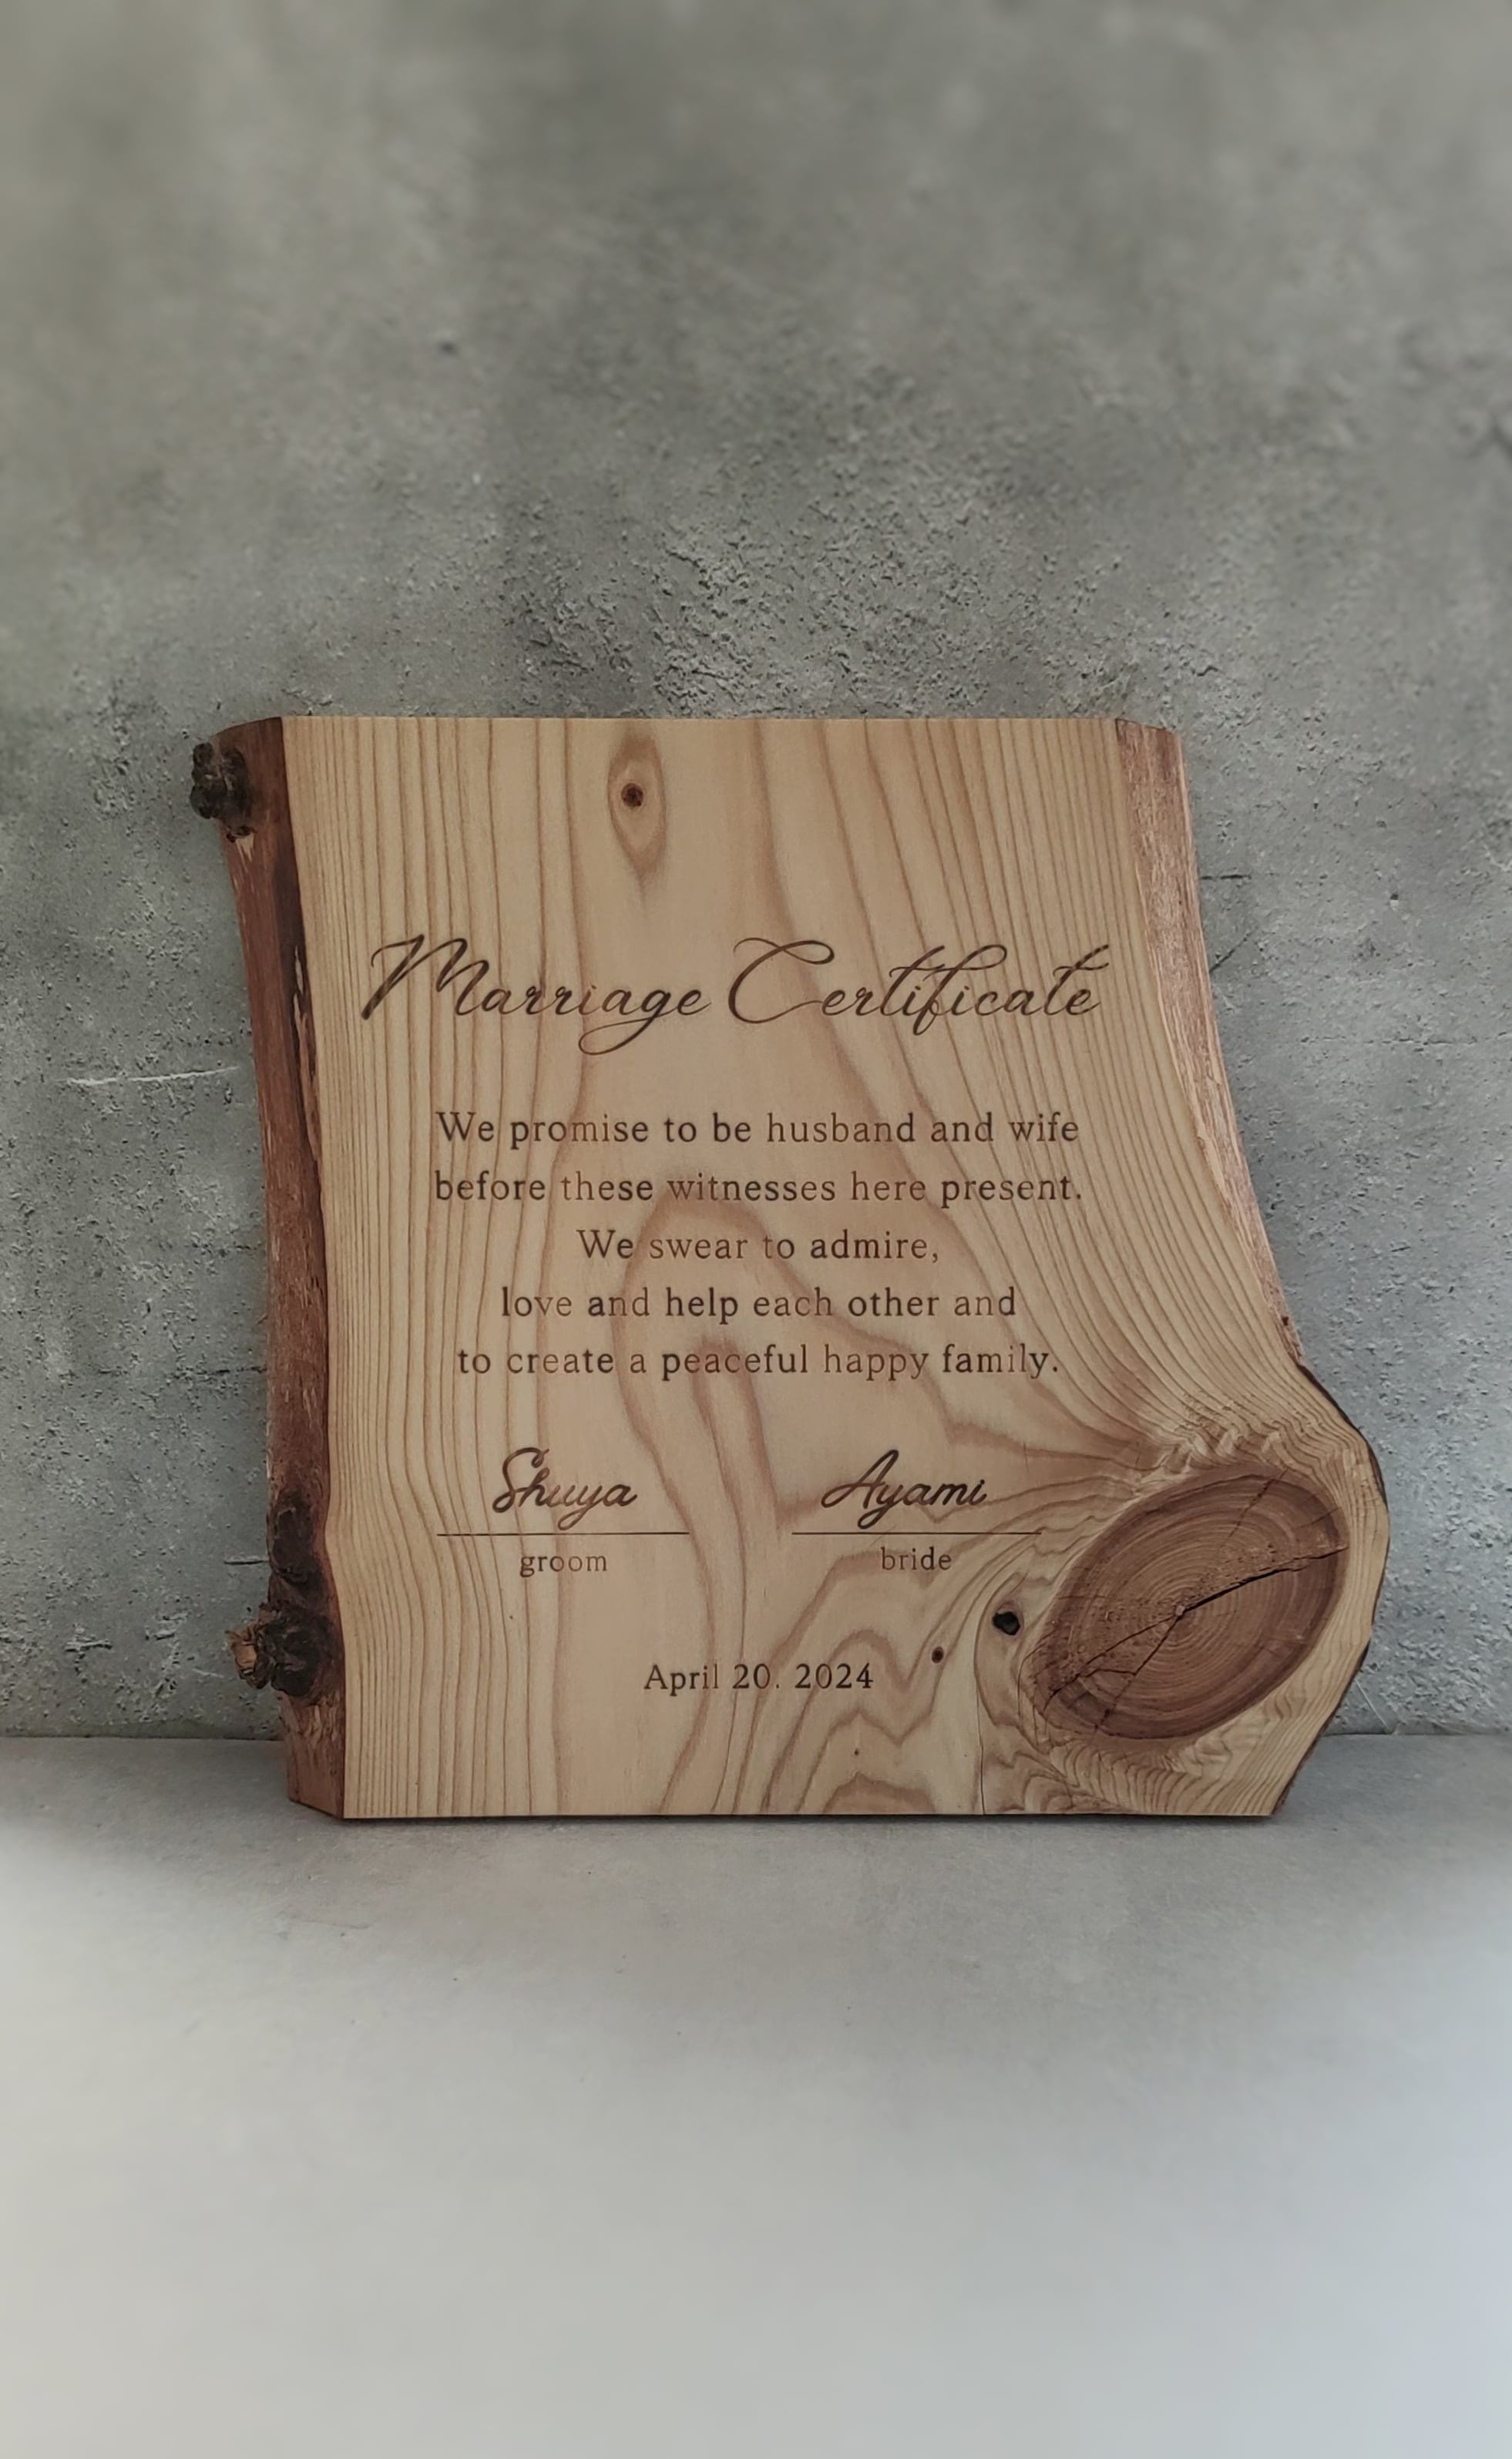 Marriage Certificate
We promise to be husband and wife
before these witnesses here present.
We swear to admire,
love and help each other and
to create a peaceful happy family.
Shuya Ayami
groom bride
April 20. 2024